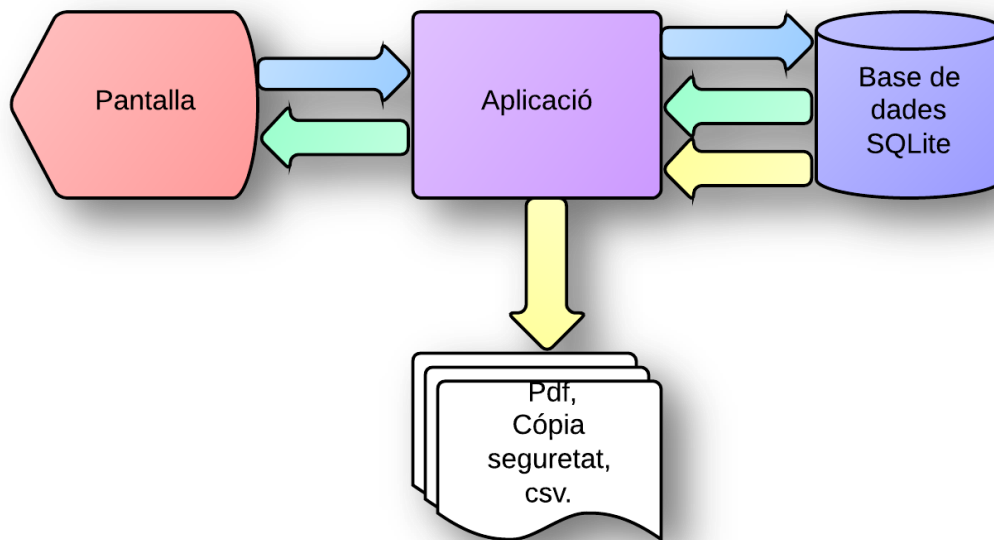 Pantalla
Aplicació
Base de
dades
SQLite
Pdf,
Cópia
seguretat,
csv.